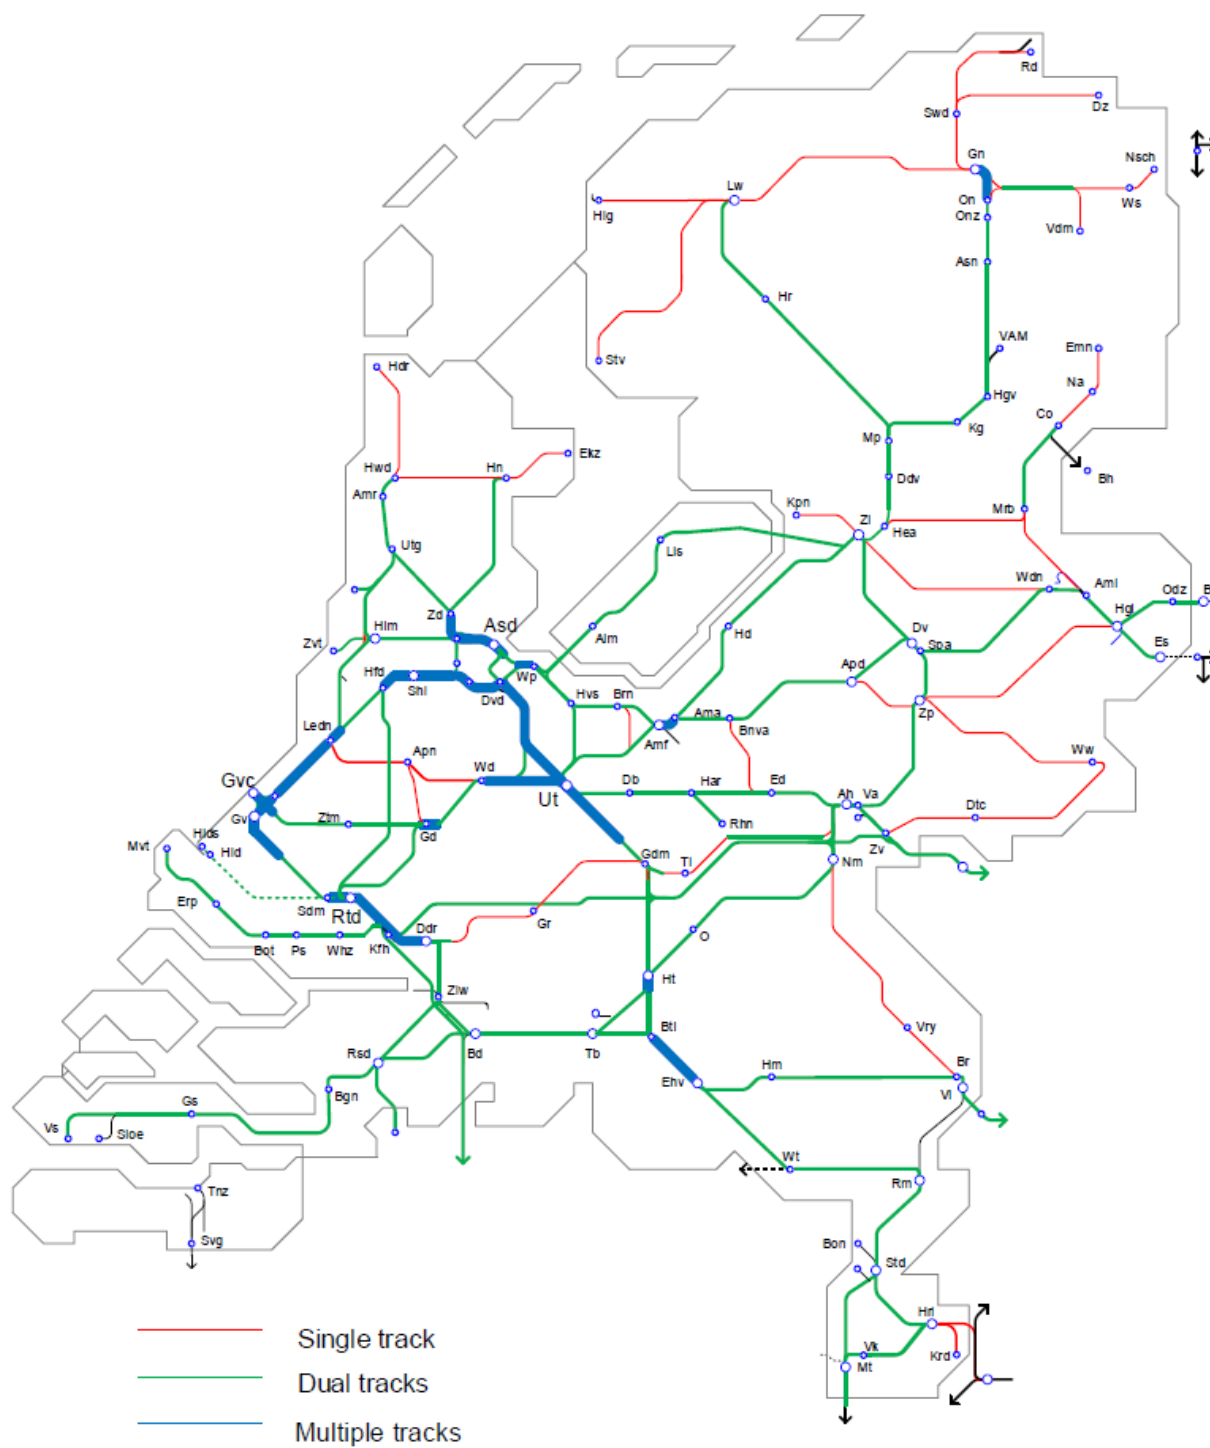 Rd
Dz
Swd
Gn
Nsch
Lw
Hlg
On
Ws
Onz
Vdm
Asn
Hr
VAM
Emn
Stv
Hdr
Na
Hgv
Co
Kg
Mp
Ekz
Hwd
Hn
Ddv
Bh
Amr
Kpn
Mrb
Zl
Hea
Utg
Lls
Wdn
Aml
Odz
B
Zd
Asd
Hgl
Hlm
Alm
Hd
Dv
Spa
Es
Zvt
Wp
Apd
Hfd
Shl
Dvd
Hvs
Brn
Ama
Zp
Ledn
Bnva
Amf
Apn
Ww
Wd
Gvc
Ut
Db
Har
Ed
Ah
Va
Gv
Ztm
Gd
Rhn
Dtc
Hlds
Mvt
Hld
Zv
Gdm
Tl
Nm
Erp
Sdm
Rtd
Ddr
Gr
O
Bot
Ps
Whz
Kfh
Ht
Zlw
Vry
Bd
Tb
Btl
Rsd
Hm
Br
Ehv
Vl
Bgn
Gs
Vs
Sloe
Wt
Rm
Tnz
Svg
Bon
Std
Hrl
Vk
Krd
Mt
Single track
Dual tracks
Multiple tracks